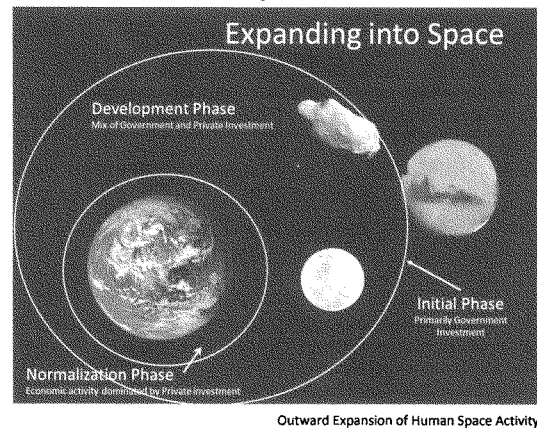 Expanding into Space
Development Phase
Mix of Government and Private Investment
Initial Phase
Primarily Government
Investment
Normalization Phase
Economic activity dominated by Private investment
Outward Expansion of Human Space Activity